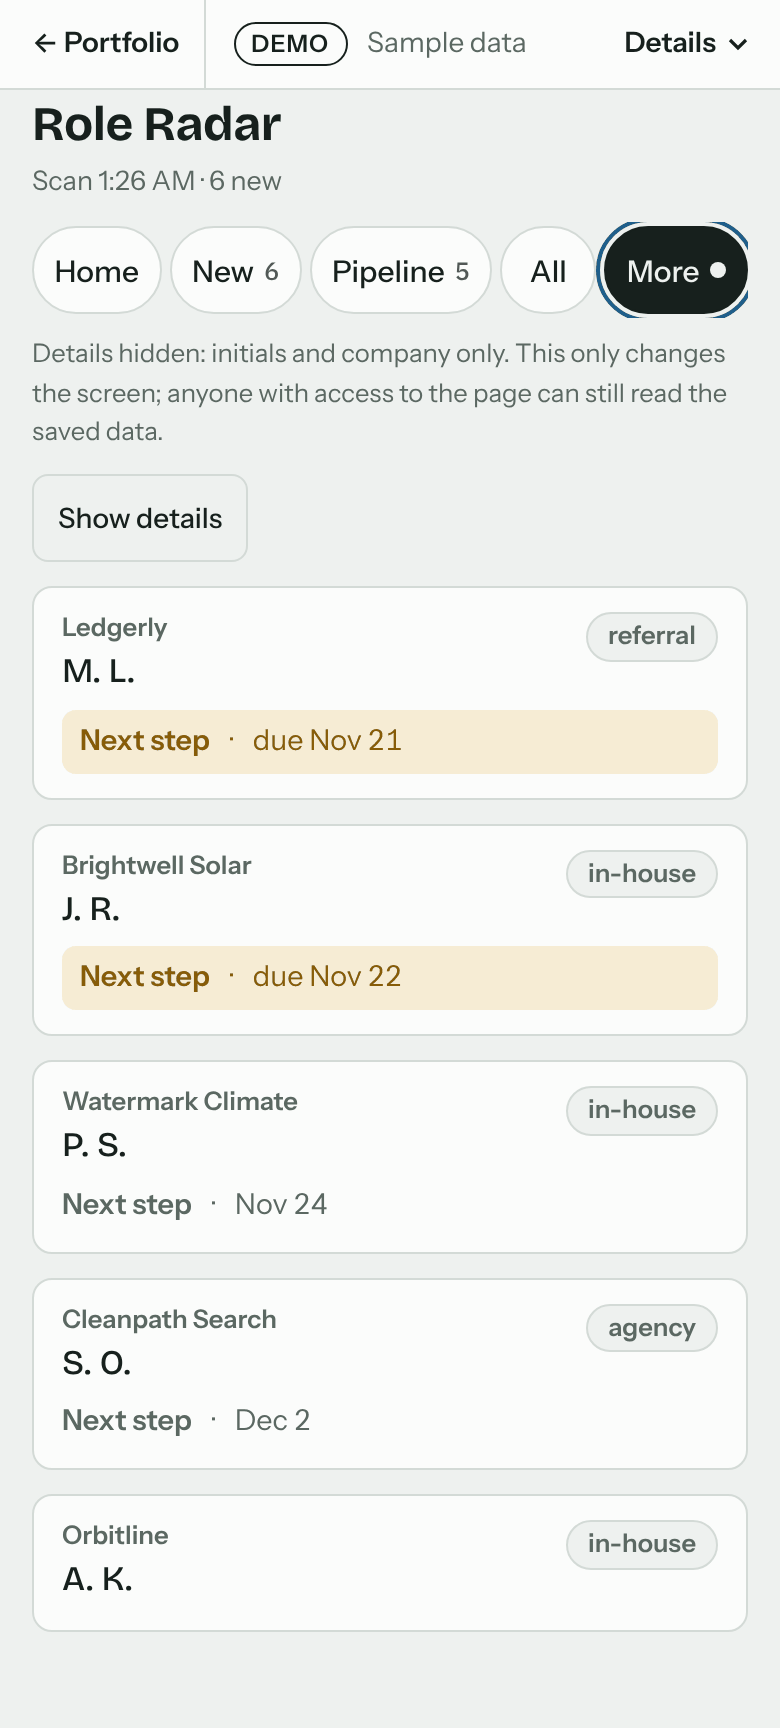 ← Portfolio
DEMO Sample data
Details
Role Radar
Scan 1:26 AM · 6 new
Home
New 6
Pipeline 5
All
More
Details hidden: initials and company only. This only changes
the screen; anyone with access to the page can still read the
saved data.
Show details
Ledgerly
referral
M. L.
Next step · due Nov 21
Brightwell Solar
in-house
J. R.
Next step · due Nov 22
Watermark Climate
in-house
P. S.
Next step · Nov 24
Cleanpath Search
agency
S. O.
Next step · Dec 2
Orbitline
in-house
A. K.